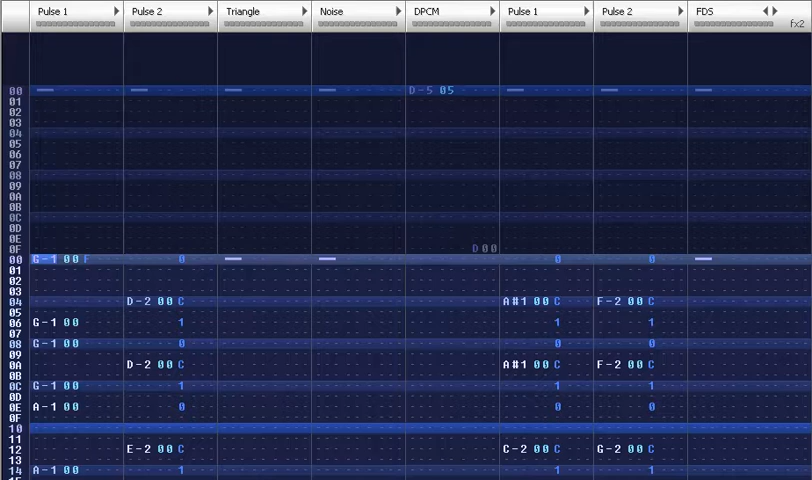 Pulse 1 Pulse 2 Triangle Noise DPCM Pulse 1 Pulse 2 FDS
fx2
00 D-5 05
01
02
03
04
05
06
07
08
09
0A
0B
0C
0D
0E
0F D00
00 G-1 00 F 0 0 0
01
02
03
04 D-2 00 C A#1 00 C F-2 00 C
05
06 G-1 00 1 1 1
07
08 G-1 00 0 0 0
09
0A D-2 00 C A#1 00 C F-2 00 C
0B
0C G-1 00 1 1 1
0D
0E A-1 00 0 0 0
0F
10
11
12 E-2 00 C C-2 00 C G-2 00 C
13
14 A-1 00 1 1 1